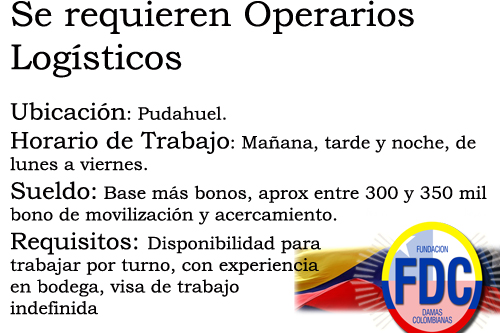 Se requieren Operarios
Logísticos
Ubicación: Pudahuel.
Horario de Trabajo: Mañana, tarde y noche, de
lunes a viernes.
Sueldo: Base más bonos, aprox entre 300 y 350 mil
bono de movilización y acercamiento.
Requisitos: Disponibilidad para
trabajar por turno, con experiencia
en bodega, visa de trabajo
indefinida
FUNDACION
FDC
DAMAS
COLOMBIANAS